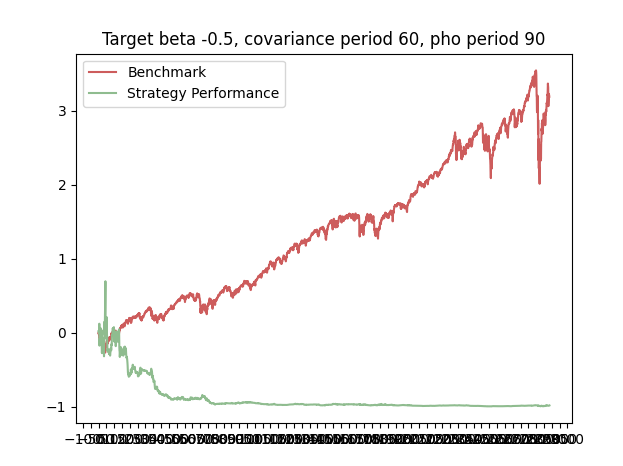 Target beta -0.5, covariance period 60, pho period 90
Benchmark
Strategy Performance
3
2
1
0
−1